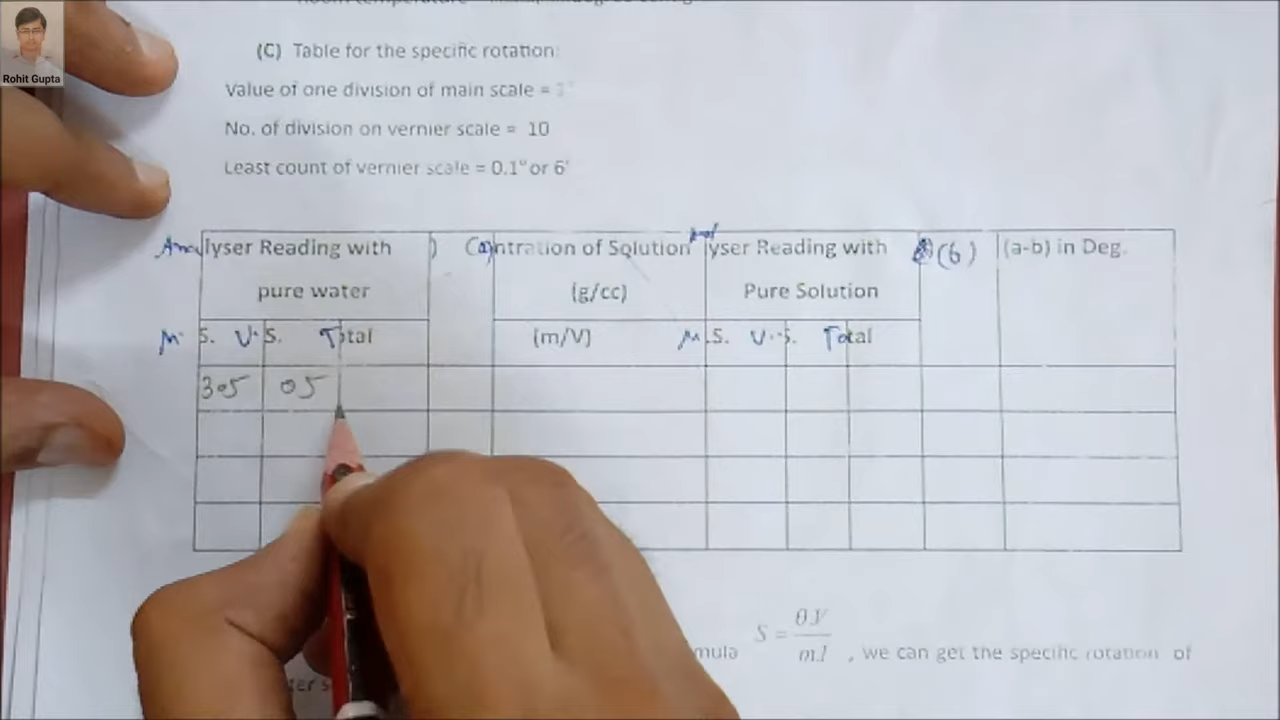 Rohit Gupta
(C) Table for the specific rotation
Value of one division of main scale =
No. of division on vernier scale = 10
Least count of vernier scale = 0.1° or 6'
Analyser Reading with pure water
(a)
ntration of Solution (g/cc)
lyser Reading with Pure Solution
(b)
(a-b) in Deg.
M.S. V.S. Total
(m/V)
M.S. V.S. Total
305 05
mula S = θV / m.l , we can get the specific rotation of